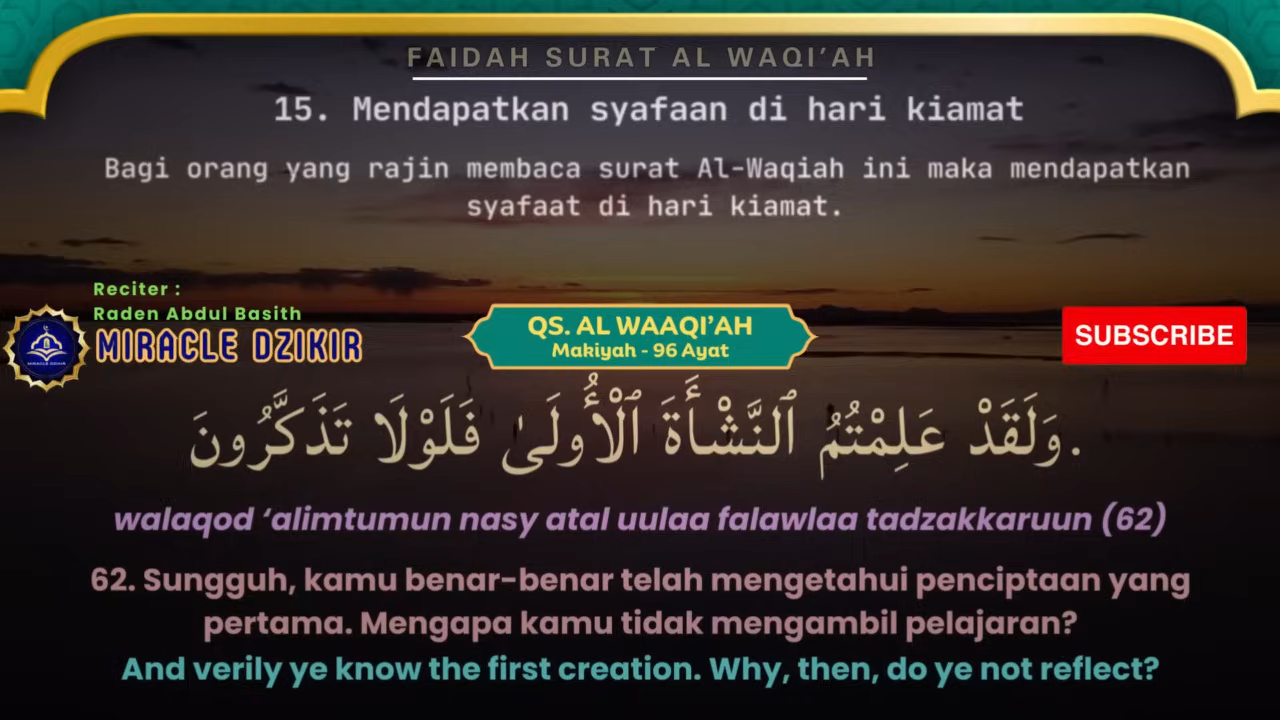 FAIDAH SURAT AL WAQI'AH
15. Mendapatkan syafaan di hari kiamat
Bagi orang yang rajin membaca surat Al-Waqiah ini maka mendapatkan
syafaat di hari kiamat.
Reciter :
Raden Abdul Basith
MIRACLE DZIKIR
QS. AL WAAQI’AH
Makiyah - 96 Ayat
SUBSCRIBE
وَلَقَدْ عَلِمْتُمُ ٱلنَّشْأَةَ ٱلْأُولَىٰ فَلَوْلَا تَذَكَّرُونَ.
walaqod ‘alimtumun nasy atal uulaa falawlaa tadzakkaruun (62)
62. Sungguh, kamu benar-benar telah mengetahui penciptaan yang
pertama. Mengapa kamu tidak mengambil pelajaran?
And verily ye know the first creation. Why, then, do ye not reflect?